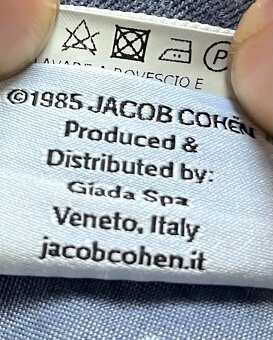 LAVARE A ROVESCIO E
©1985 JACOB COHËN
Produced &
Distributed by:
Giada Spa
Veneto, Italy
jacobcohen.it